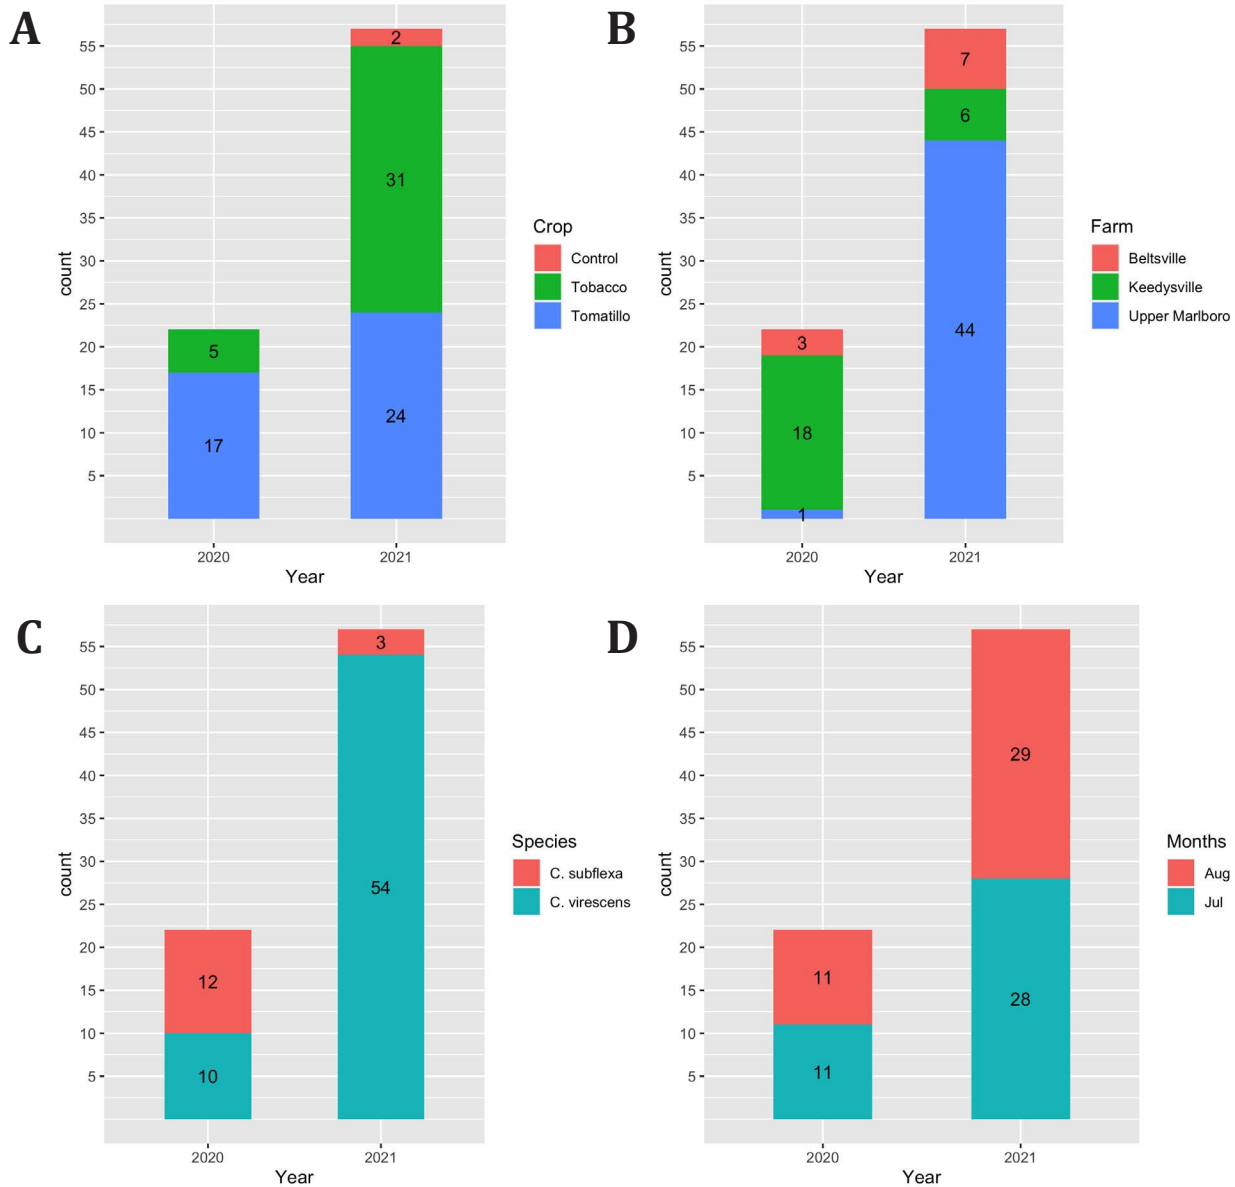 A
count
55
50
45
40
35
30
25
20
15
10
5
2
31
24
5
17
2020
2021
Year
Crop
Control
Tobacco
Tomatillo
B
count
55
50
45
40
35
30
25
20
15
10
5
7
6
44
3
18
1
2020
2021
Year
Farm
Beltsville
Keedysville
Upper Marlboro
C
count
55
50
45
40
35
30
25
20
15
10
5
3
54
12
10
2020
2021
Year
Species
C. subflexa
C. virescens
D
count
55
50
45
40
35
30
25
20
15
10
5
29
28
11
11
2020
2021
Year
Months
Aug
Jul